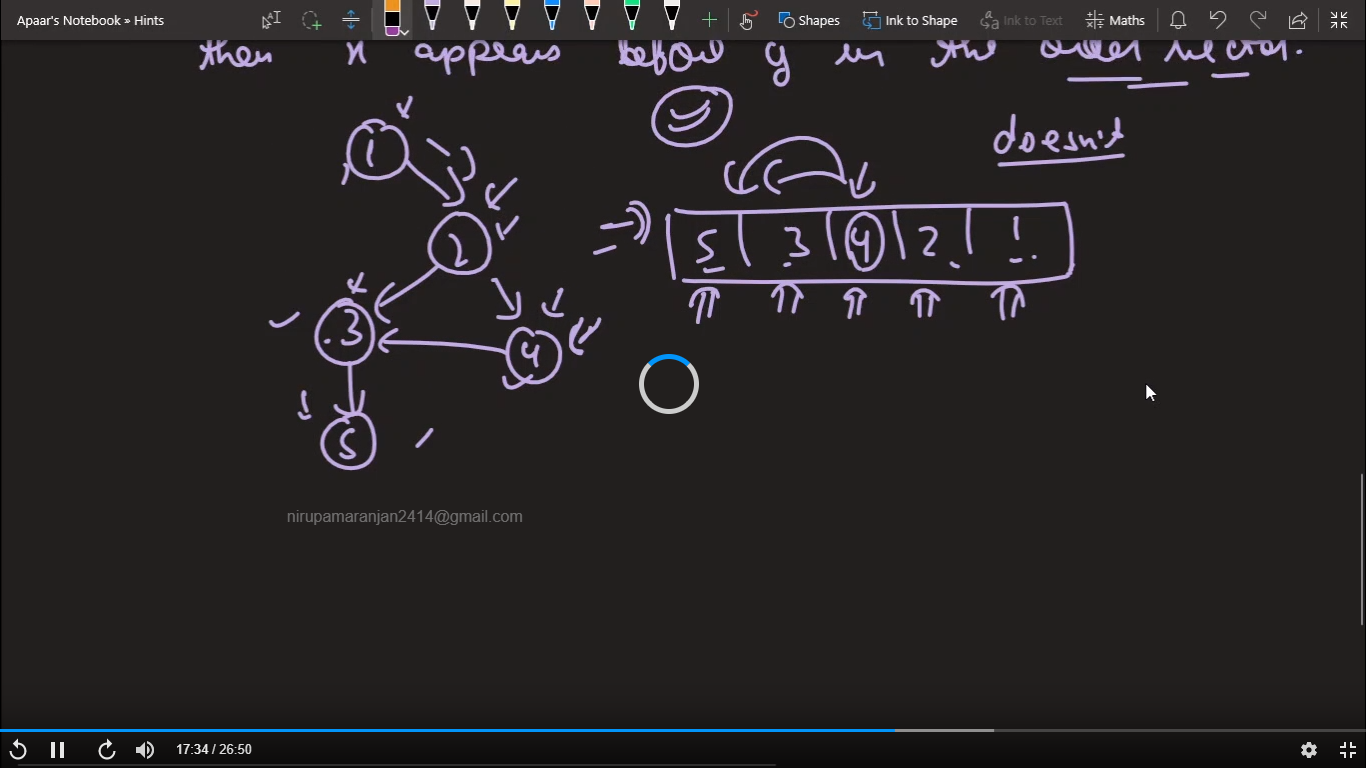 Apaar's Notebook » Hints
Shapes
Ink to Shape
Ink to Text
Maths
then x appears before y in the order vector.
doesn't
1
2
5 3 4 2 1
3
4
5
nirupamaranjan2414@gmail.com
17:34 / 26:50